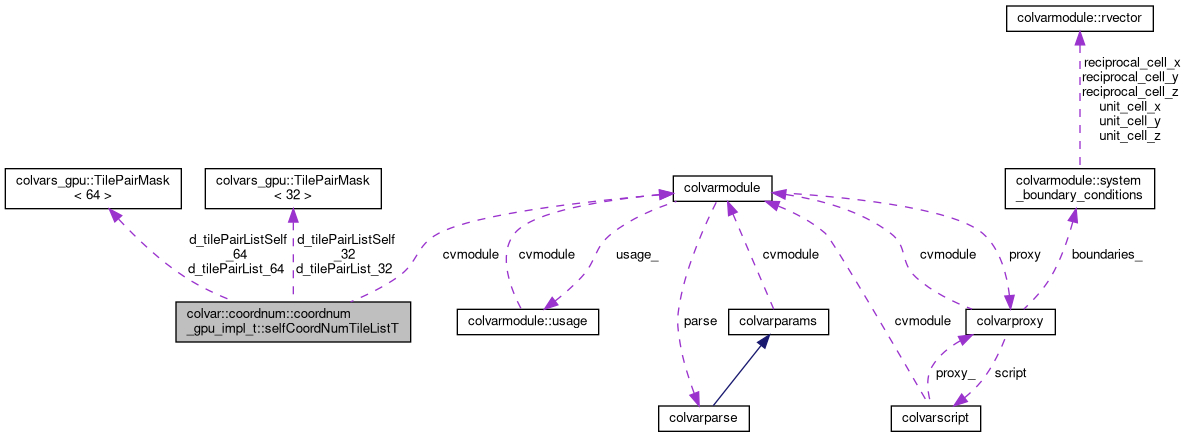 colvarmodule::rvector
reciprocal_cell_x
reciprocal_cell_y
reciprocal_cell_z
unit_cell_x
unit_cell_y
unit_cell_z
colvars_gpu::TilePairMask
< 64 >
colvars_gpu::TilePairMask
< 32 >
colvarmodule
colvarmodule::system
_boundary_conditions
d_tilePairListSelf
_64
d_tilePairList_64
d_tilePairListSelf
_32
d_tilePairList_32
cvmodule
cvmodule
usage_
cvmodule
cvmodule
proxy
boundaries_
colvar::coordnum::coordnum
_gpu_impl_t::selfCoordNumTileListT
colvarmodule::usage
parse
colvarparams
cvmodule
colvarproxy
proxy_
script
colvarparse
colvarscript